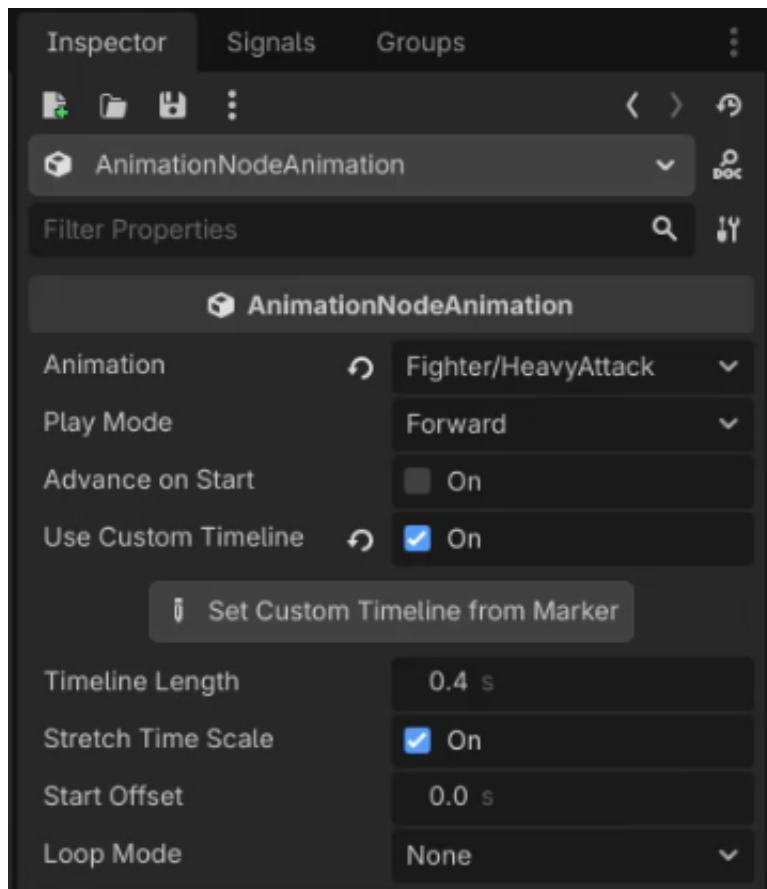 Inspector Signals Groups
AnimationNodeAnimation
DOC
Filter Properties
AnimationNodeAnimation
Animation Fighter/HeavyAttack
Play Mode Forward
Advance on Start On
Use Custom Timeline On
Set Custom Timeline from Marker
Timeline Length 0.4 s
Stretch Time Scale On
Start Offset 0.0 s
Loop Mode None